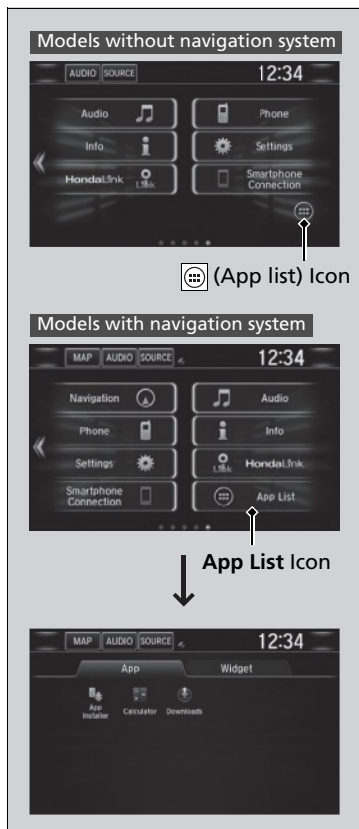 Models without navigation system
AUDIO SOURCE 12:34
Audio Phone
Info Settings
HondaLink Link Smartphone
Connection
(App list) Icon
Models with navigation system
MAP AUDIO SOURCE 12:34
Navigation Audio
Phone Info
Settings Link HondaLink
Smartphone
Connection App List
App List Icon
MAP AUDIO SOURCE 12:34
App Widget
App
Installer Calculator Downloads